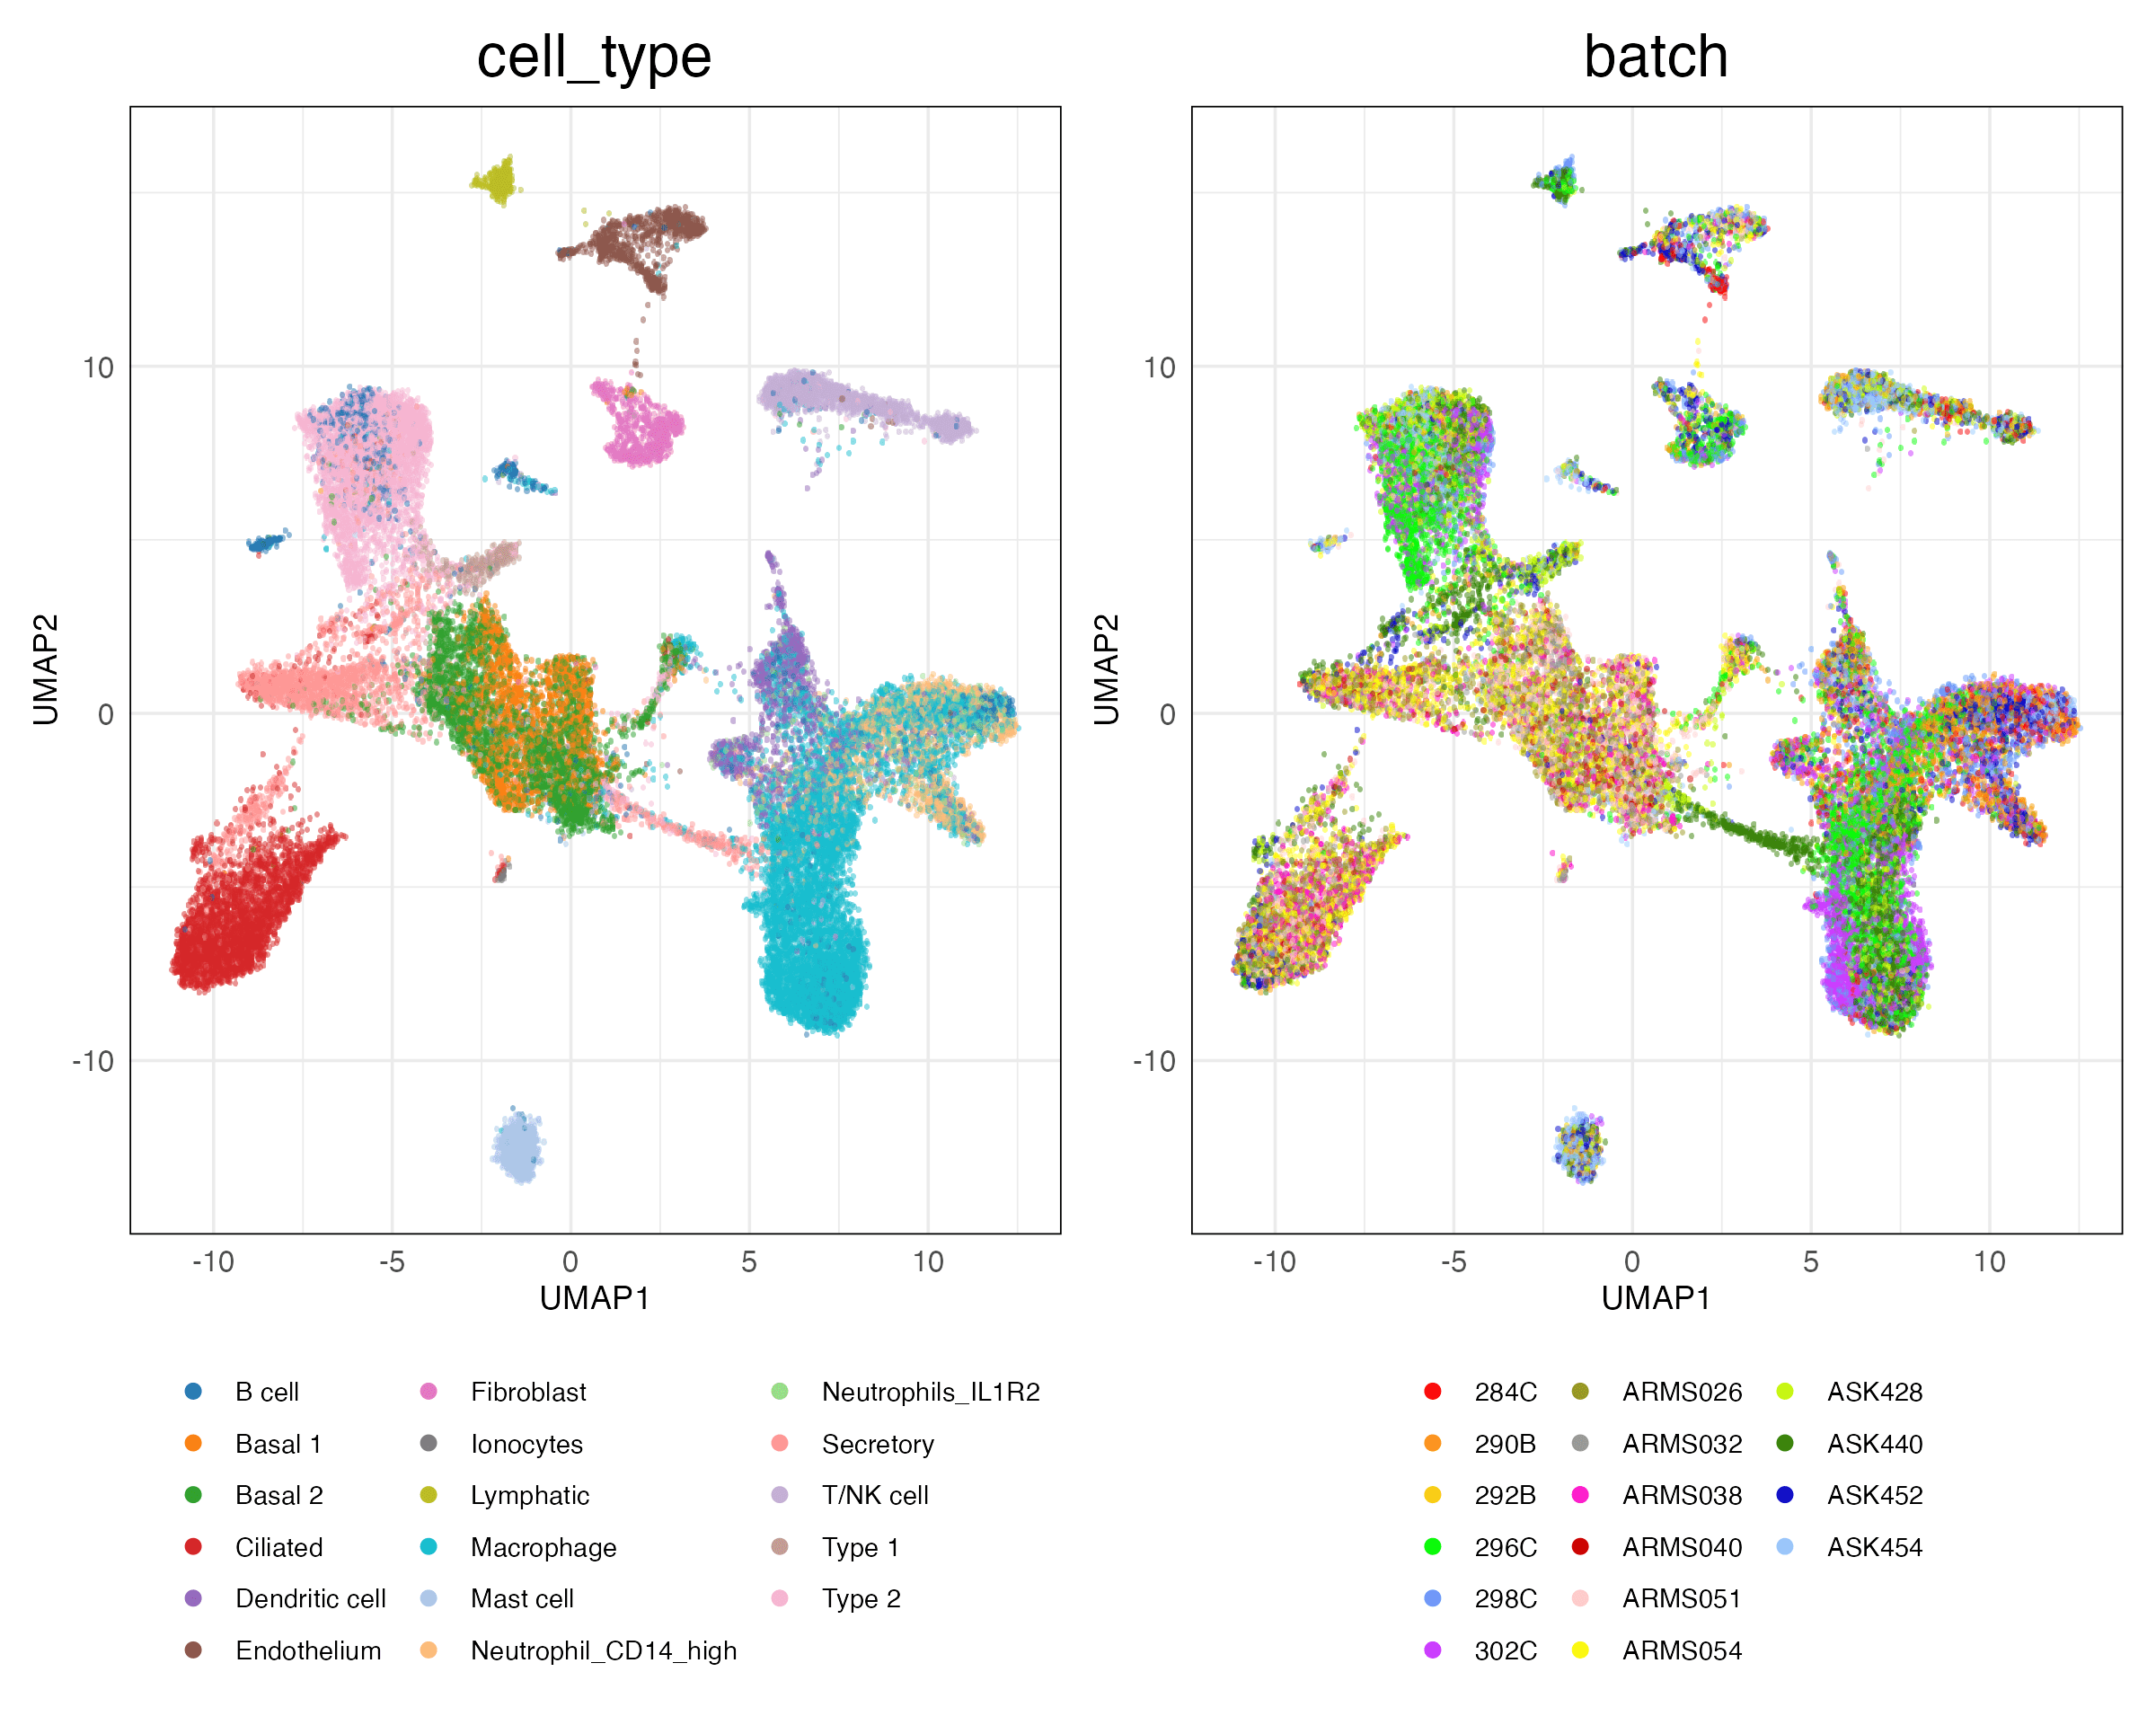 cell_type
batch
10
0
-10
UMAP2
-10 -5 0 5 10
UMAP1
10
0
-10
UMAP2
-10 -5 0 5 10
UMAP1
B cell Fibroblast Neutrophils_IL1R2
Basal 1 Ionocytes Secretory
Basal 2 Lymphatic T/NK cell
Ciliated Macrophage Type 1
Dendritic cell Mast cell Type 2
Endothelium Neutrophil_CD14_high
284C ARMS026 ASK428
290B ARMS032 ASK440
292B ARMS038 ASK452
296C ARMS040 ASK454
298C ARMS051
302C ARMS054